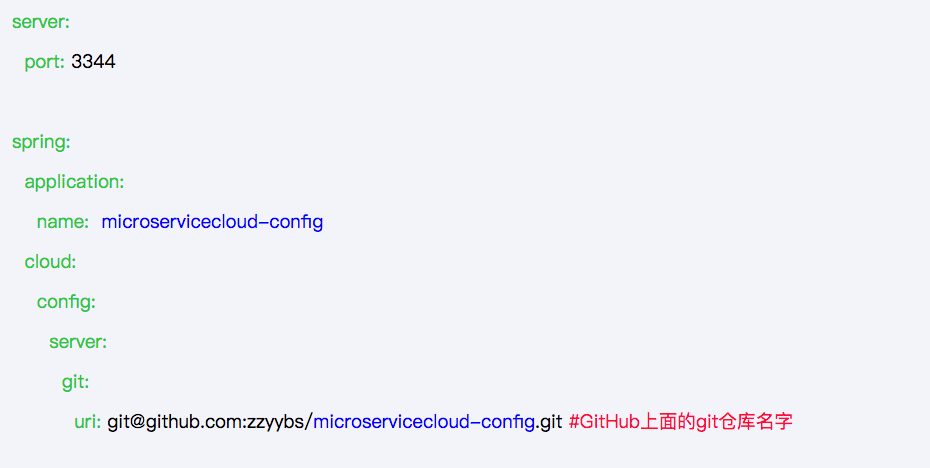 server:
port: 3344
spring:
application:
name: microservicecloud-config
cloud:
config:
server:
git:
uri: git@github.com:zzyybs/microservicecloud-config.git #GitHub上面的git仓库名字